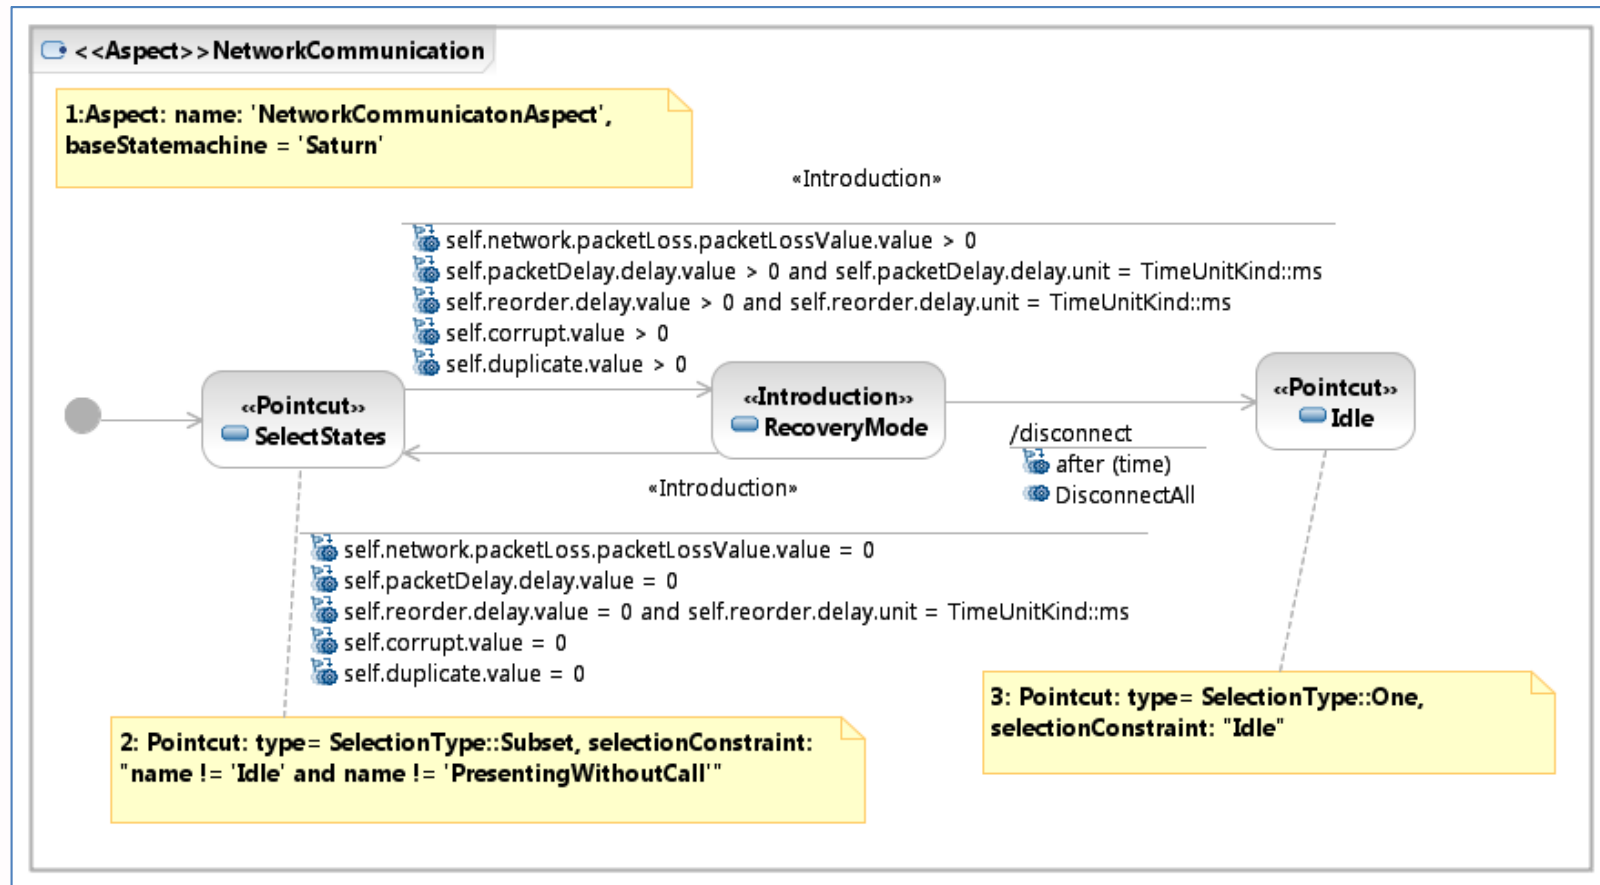 <<Aspect>>NetworkCommunication
1:Aspect: name: 'NetworkCommunicatonAspect',
baseStatemachine = 'Saturn'
«Introduction»
self.network.packetLoss.packetLossValue.value > 0
self.packetDelay.delay.value > 0 and self.packetDelay.delay.unit = TimeUnitKind::ms
self.reorder.delay.value > 0 and self.reorder.delay.unit = TimeUnitKind::ms
self.corrupt.value > 0
self.duplicate.value > 0
«Pointcut»
SelectStates
«Introduction»
RecoveryMode
«Pointcut»
Idle
/disconnect
after (time)
DisconnectAll
«Introduction»
self.network.packetLoss.packetLossValue.value = 0
self.packetDelay.delay.value = 0
self.reorder.delay.value = 0 and self.reorder.delay.unit = TimeUnitKind::ms
self.corrupt.value = 0
self.duplicate.value = 0
2: Pointcut: type= SelectionType::Subset, selectionConstraint:
"name != 'Idle' and name != 'PresentingWithoutCall'"
3: Pointcut: type= SelectionType::One,
selectionConstraint: "Idle"